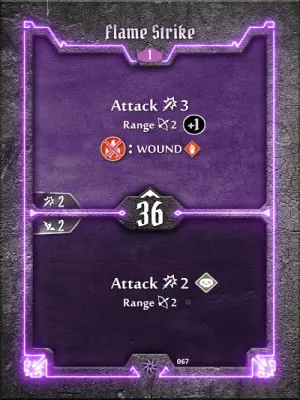 Flame Strike
1
Attack 3
Range 2 +1
: WOUND
2
36
2
Attack 2
Range 2
067